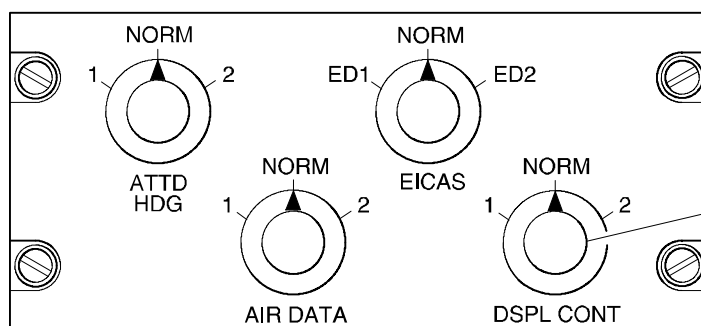 NORM
1
2
ATTD
HDG
NORM
ED1
ED2
EICAS
NORM
1
2
AIR DATA
NORM
1
2
DSPL CONT